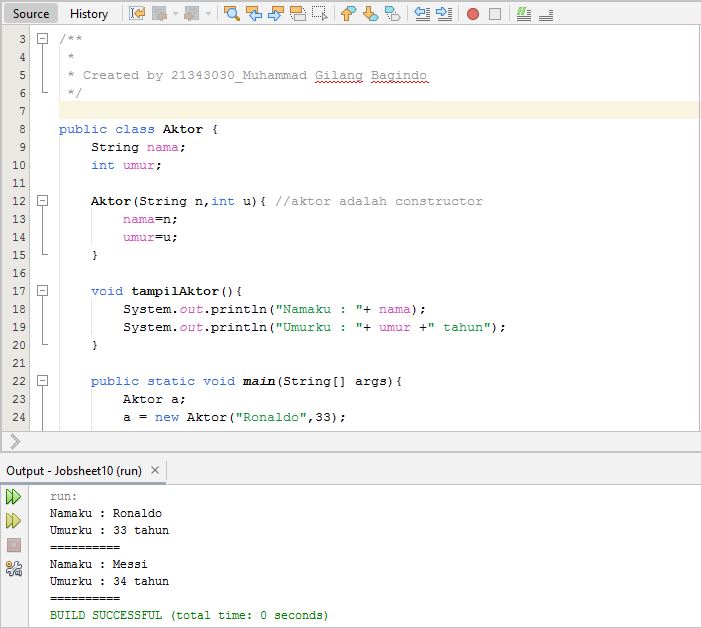 Source History
3 /**
4 *
5 * Created by 21343030_Muhammad Gilang Bagindo
6 */
7
8 public class Aktor {
9 String nama;
10 int umur;
11
12 Aktor(String n,int u){ //aktor adalah constructor
13 nama=n;
14 umur=u;
15 }
16
17 void tampilAktor(){
18 System.out.println("Namaku : "+ nama);
19 System.out.println("Umurku : "+ umur +" tahun");
20 }
21
22 public static void main(String[] args){
23 Aktor a;
24 a = new Aktor("Ronaldo",33);
Output - Jobsheet10 (run) ×
run:
Namaku : Ronaldo
Umurku : 33 tahun
==========
Namaku : Messi
Umurku : 34 tahun
==========
BUILD SUCCESSFUL (total time: 0 seconds)